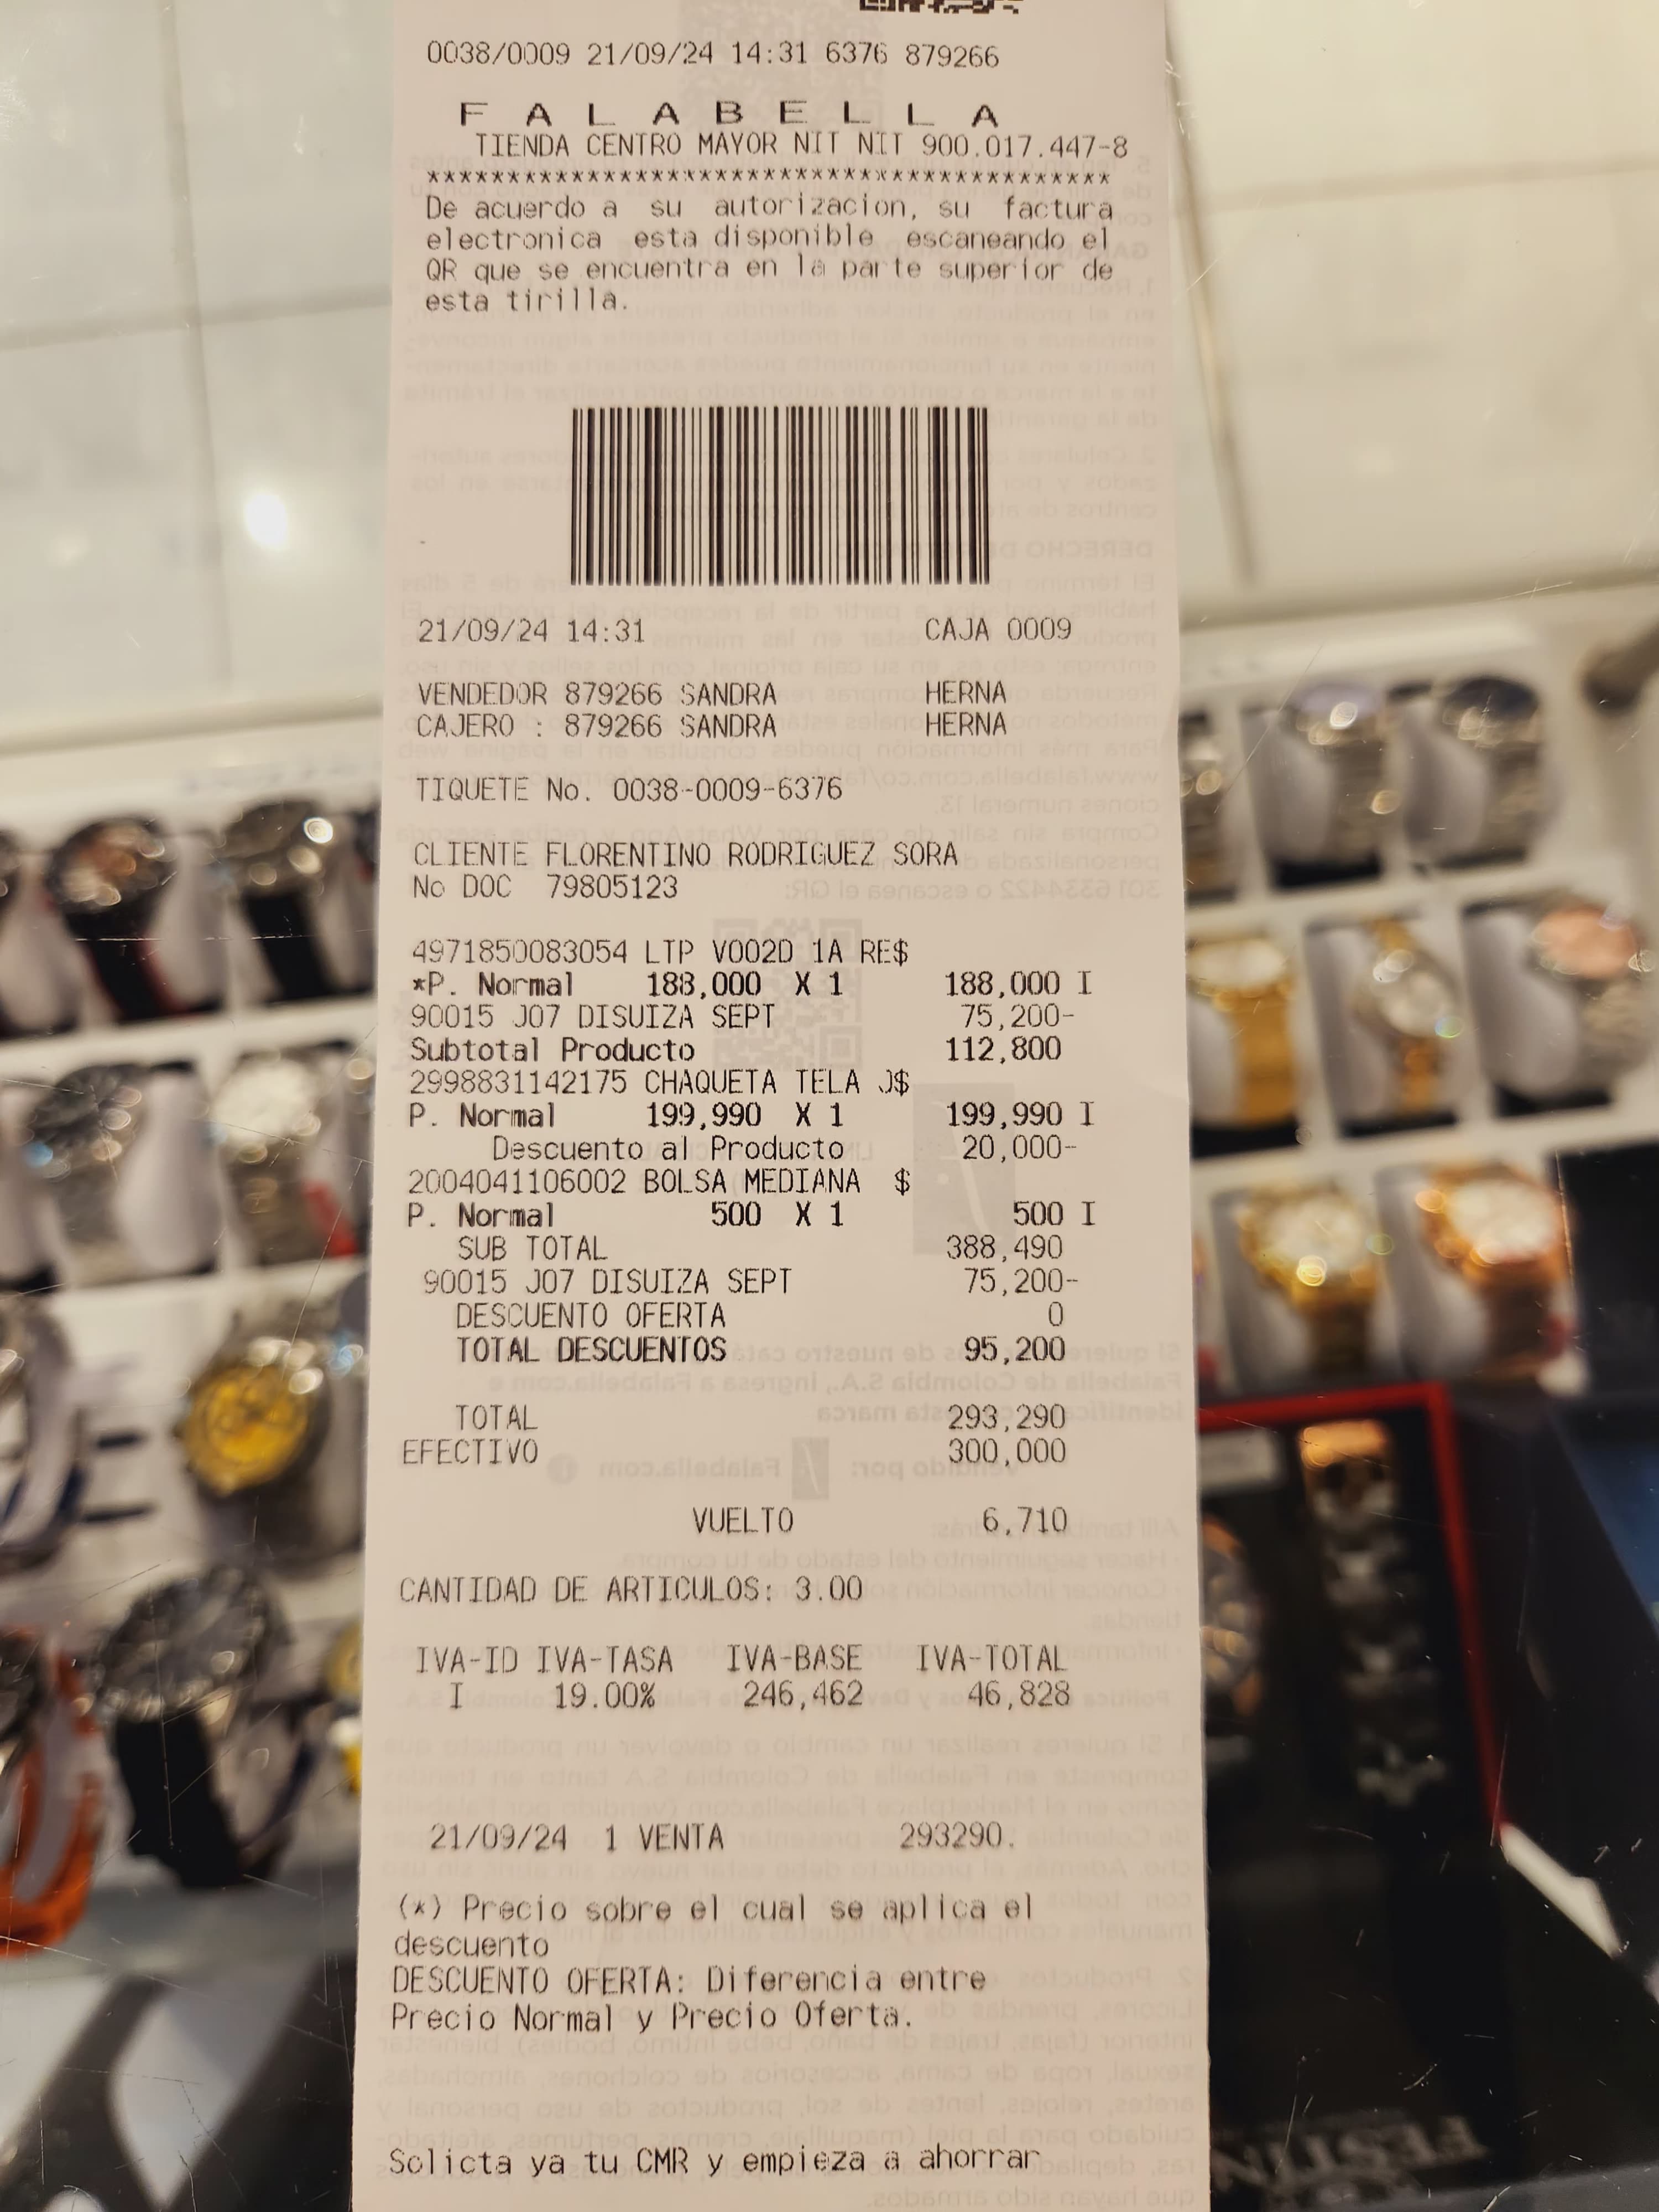 0038/0009 21/09/24 14:31 6376 879266
FALABELLA
TIENDA CENTRO MAYOR NIT NIT 900.017.447-8
******************************************
De acuerdo a su autorizacion, su factura
electronica esta disponible escaneando el
QR que se encuentra en la parte superior de
esta tirilla.
21/09/24 14:31 CAJA 0009
VENDEDOR 879266 SANDRA HERNA
CAJERO : 879266 SANDRA HERNA
TIQUETE No. 0038-0009-6376
CLIENTE FLORENTINO RODRIGUEZ SORA
No DOC 79805123
4971850083054 LTP V002D 1A RE$
*P. Normal 188,000 X 1 188,000 I
90015 J07 DISUIZA SEPT 75,200-
Subtotal Producto 112,800
2998831142175 CHAQUETA TELA J$
P. Normal 199,990 X 1 199,990 I
Descuento al Producto 20,000-
2004041106002 BOLSA MEDIANA $
P. Normal 500 X 1 500 I
SUB TOTAL 388,490
90015 J07 DISUIZA SEPT 75,200-
DESCUENTO OFERTA 0
TOTAL DESCUENTOS 95,200
TOTAL 293,290
EFECTIVO 300,000
VUELTO 6,710
CANTIDAD DE ARTICULOS: 3.00
IVA-ID IVA-TASA IVA-BASE IVA-TOTAL
I 19.00% 246,462 46,828
21/09/24 1 VENTA 293290.
(*) Precio sobre el cual se aplica el
descuento
DESCUENTO OFERTA: Diferencia entre
Precio Normal y Precio Oferta.
Solicta ya tu CMR y empieza a ahorrar